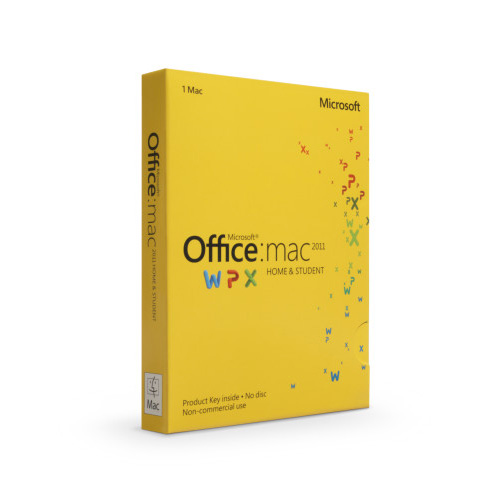 1 Mac
Microsoft
Microsoft®
Office:mac 2011
HOME & STUDENT
W P X
Product Key inside • No disc
Non-commercial use
Office:mac
2011 HOME & STUDENT
Mac